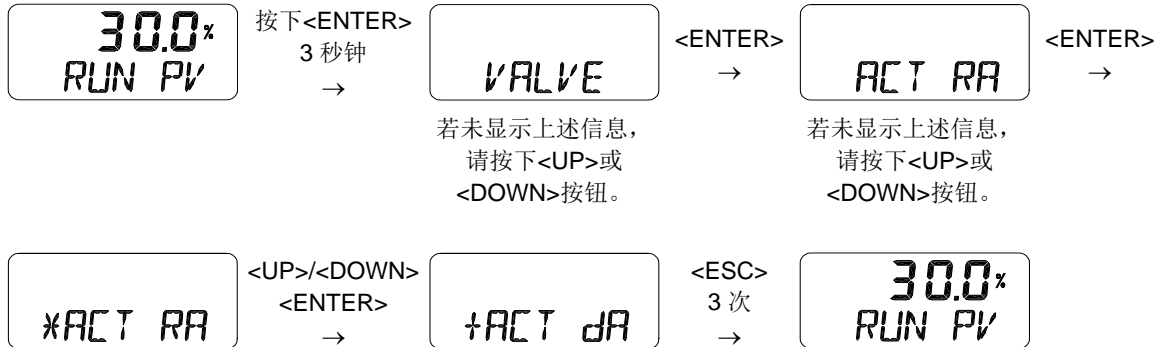 30.0%
RUN PV
按下<ENTER>
3 秒钟
→
VALVE
若未显示上述信息，
请按下<UP>或
<DOWN>按钮。
<ENTER>
→
ACT RA
若未显示上述信息，
请按下<UP>或
<DOWN>按钮。
<ENTER>
→
*ACT RA
<UP>/<DOWN>
<ENTER>
→
+ACT dA
<ESC>
3 次
→
30.0%
RUN PV